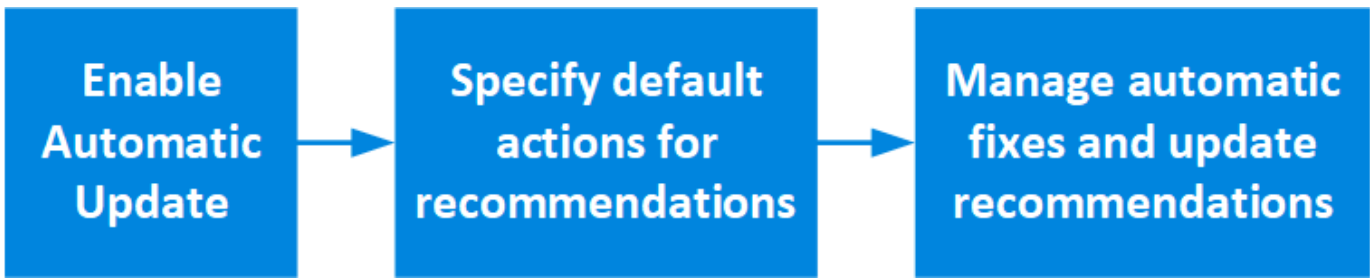 Enable
Automatic
Update
Specify default
actions for
recommendations
Manage automatic
fixes and update
recommendations